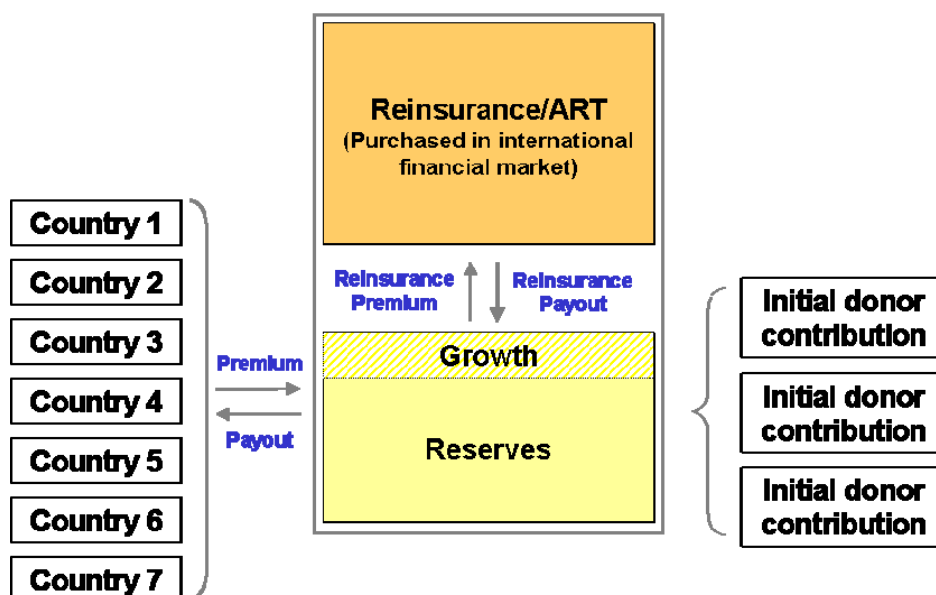 Reinsurance/ART
(Purchased in international
financial market)
Country 1
Country 2
Country 3
Country 4
Country 5
Country 6
Country 7
Premium
Payout
Reinsurance
Premium
Reinsurance
Payout
Growth
Reserves
Initial donor
contribution
Initial donor
contribution
Initial donor
contribution